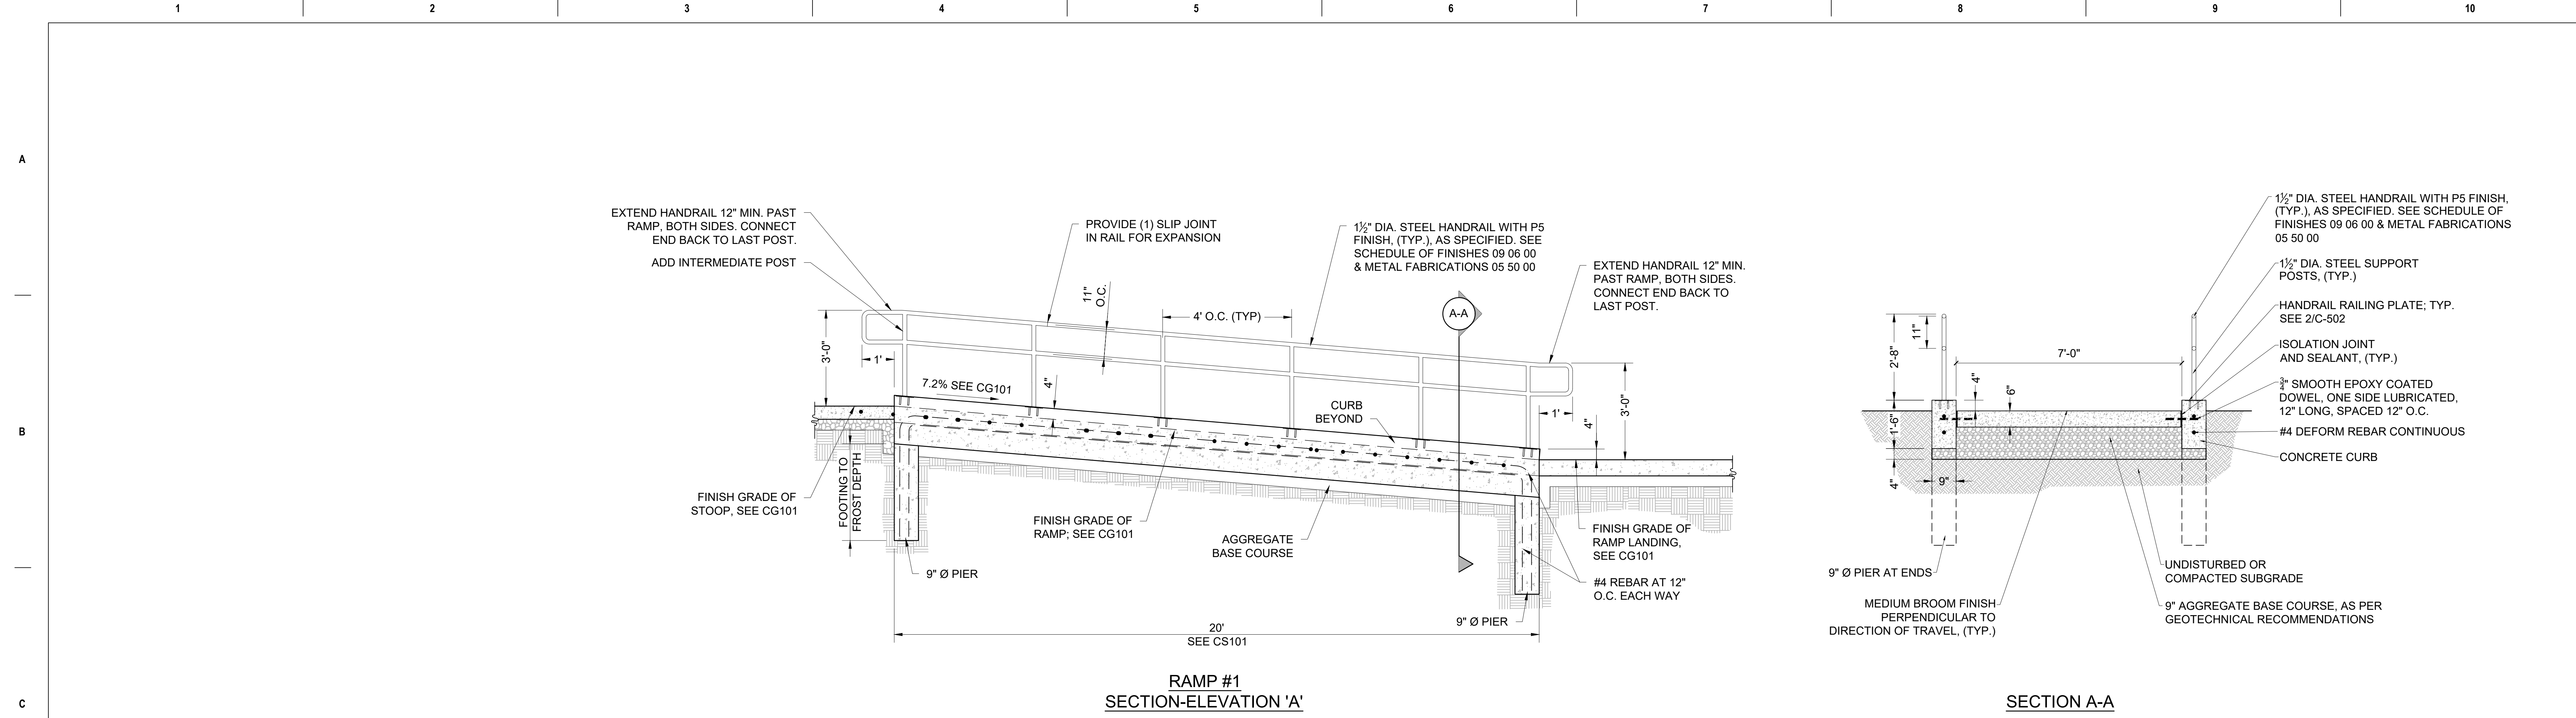 1 2 3 4 5 6 7 8 9 10
A
B
C
EXTEND HANDRAIL 12" MIN. PAST
RAMP, BOTH SIDES. CONNECT
END BACK TO LAST POST.
ADD INTERMEDIATE POST
PROVIDE (1) SLIP JOINT
IN RAIL FOR EXPANSION
1½" DIA. STEEL HANDRAIL WITH P5
FINISH, (TYP.), AS SPECIFIED. SEE
SCHEDULE OF FINISHES 09 06 00
& METAL FABRICATIONS 05 50 00
EXTEND HANDRAIL 12" MIN.
PAST RAMP, BOTH SIDES.
CONNECT END BACK TO
LAST POST.
11"
O.C.
4' O.C. (TYP)
A-A
3'-0"
1'
7.2% SEE CG101
4"
CURB
BEYOND
1'
4"
3'-0"
FOOTING TO
FROST DEPTH
FINISH GRADE OF
STOOP, SEE CG101
FINISH GRADE OF
RAMP; SEE CG101
AGGREGATE
BASE COURSE
FINISH GRADE OF
RAMP LANDING,
SEE CG101
#4 REBAR AT 12"
O.C. EACH WAY
9" Ø PIER
9" Ø PIER
20'
SEE CS101
RAMP #1
SECTION-ELEVATION 'A'
1½" DIA. STEEL HANDRAIL WITH P5 FINISH,
(TYP.), AS SPECIFIED. SEE SCHEDULE OF
FINISHES 09 06 00 & METAL FABRICATIONS
05 50 00
1½" DIA. STEEL SUPPORT
POSTS, (TYP.)
HANDRAIL RAILING PLATE; TYP.
SEE 2/C-502
ISOLATION JOINT
AND SEALANT, (TYP.)
¾" SMOOTH EPOXY COATED
DOWEL, ONE SIDE LUBRICATED,
12" LONG, SPACED 12" O.C.
#4 DEFORM REBAR CONTINUOUS
CONCRETE CURB
2'-8"
11"
7'-0"
4"
6"
1'-6"
4"
9"
9" Ø PIER AT ENDS
MEDIUM BROOM FINISH
PERPENDICULAR TO
DIRECTION OF TRAVEL, (TYP.)
UNDISTURBED OR
COMPACTED SUBGRADE
9" AGGREGATE BASE COURSE, AS PER
GEOTECHNICAL RECOMMENDATIONS
SECTION A-A